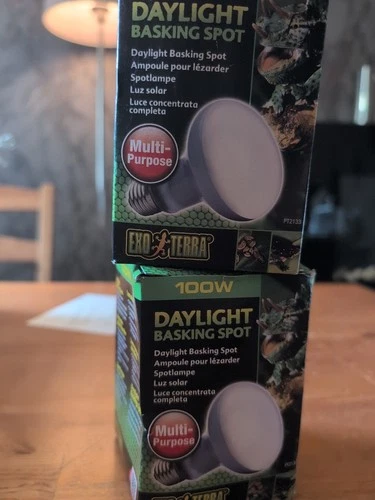 DAYLIGHT
BASKING SPOT
Daylight Basking Spot
Ampoule pour lézarder
Spotlampe
Luz solar
Luce concentrata
completa
Multi-
Purpose
EXO TERRA
100W
DAYLIGHT
BASKING SPOT
Daylight Basking Spot
Ampoule pour lézarder
Spotlampe
Luz solar
Luce concentrata
completa
Multi-
Purpose